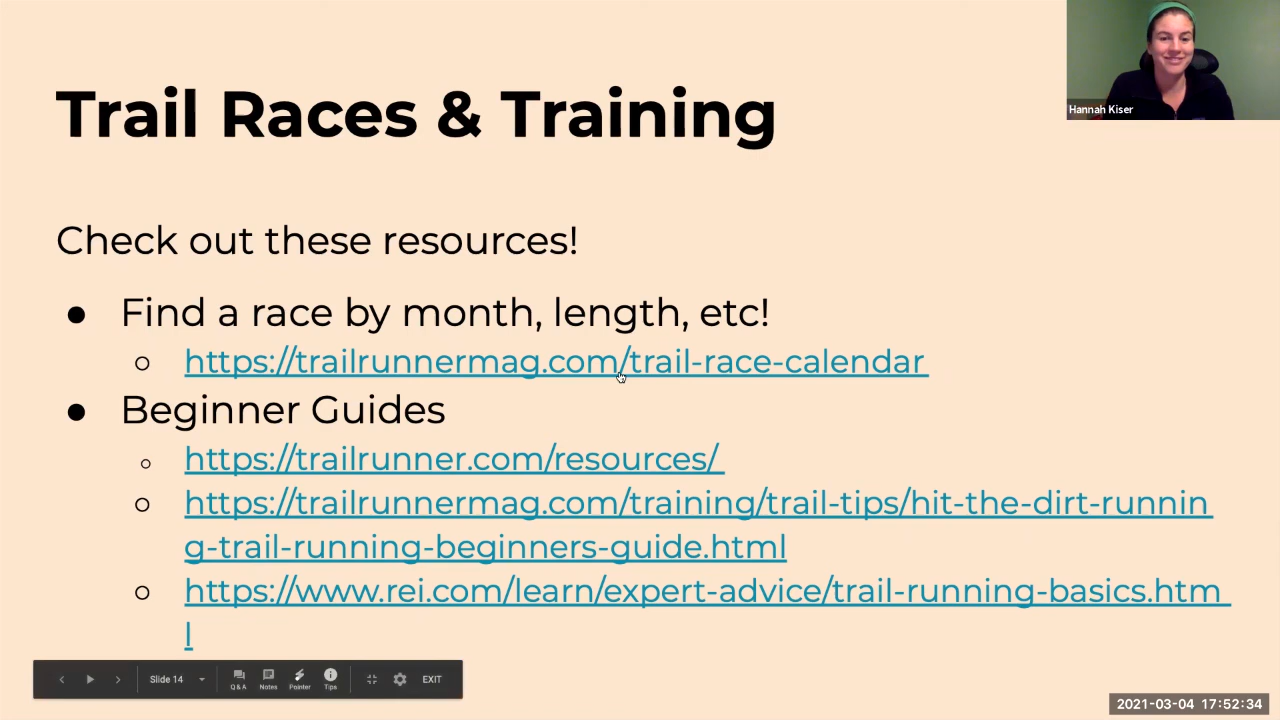 Trail Races & Training
Hannah Kiser
Check out these resources!
● Find a race by month, length, etc!
○ https://trailrunnermag.com/trail-race-calendar
● Beginner Guides
○ https://trailrunner.com/resources/
○ https://trailrunnermag.com/training/trail-tips/hit-the-dirt-runnin
g-trail-running-beginners-guide.html
○ https://www.rei.com/learn/expert-advice/trail-running-basics.htm
l
Slide 14 Q&A Notes Pointer Tips EXIT
2021-03-04 17:52:34